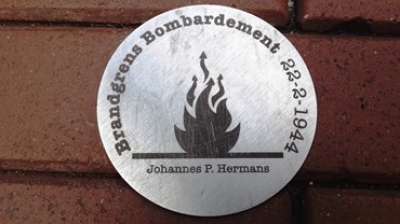 Brandgrens Bombardement 22-2-1944
Johannes P. Hermans